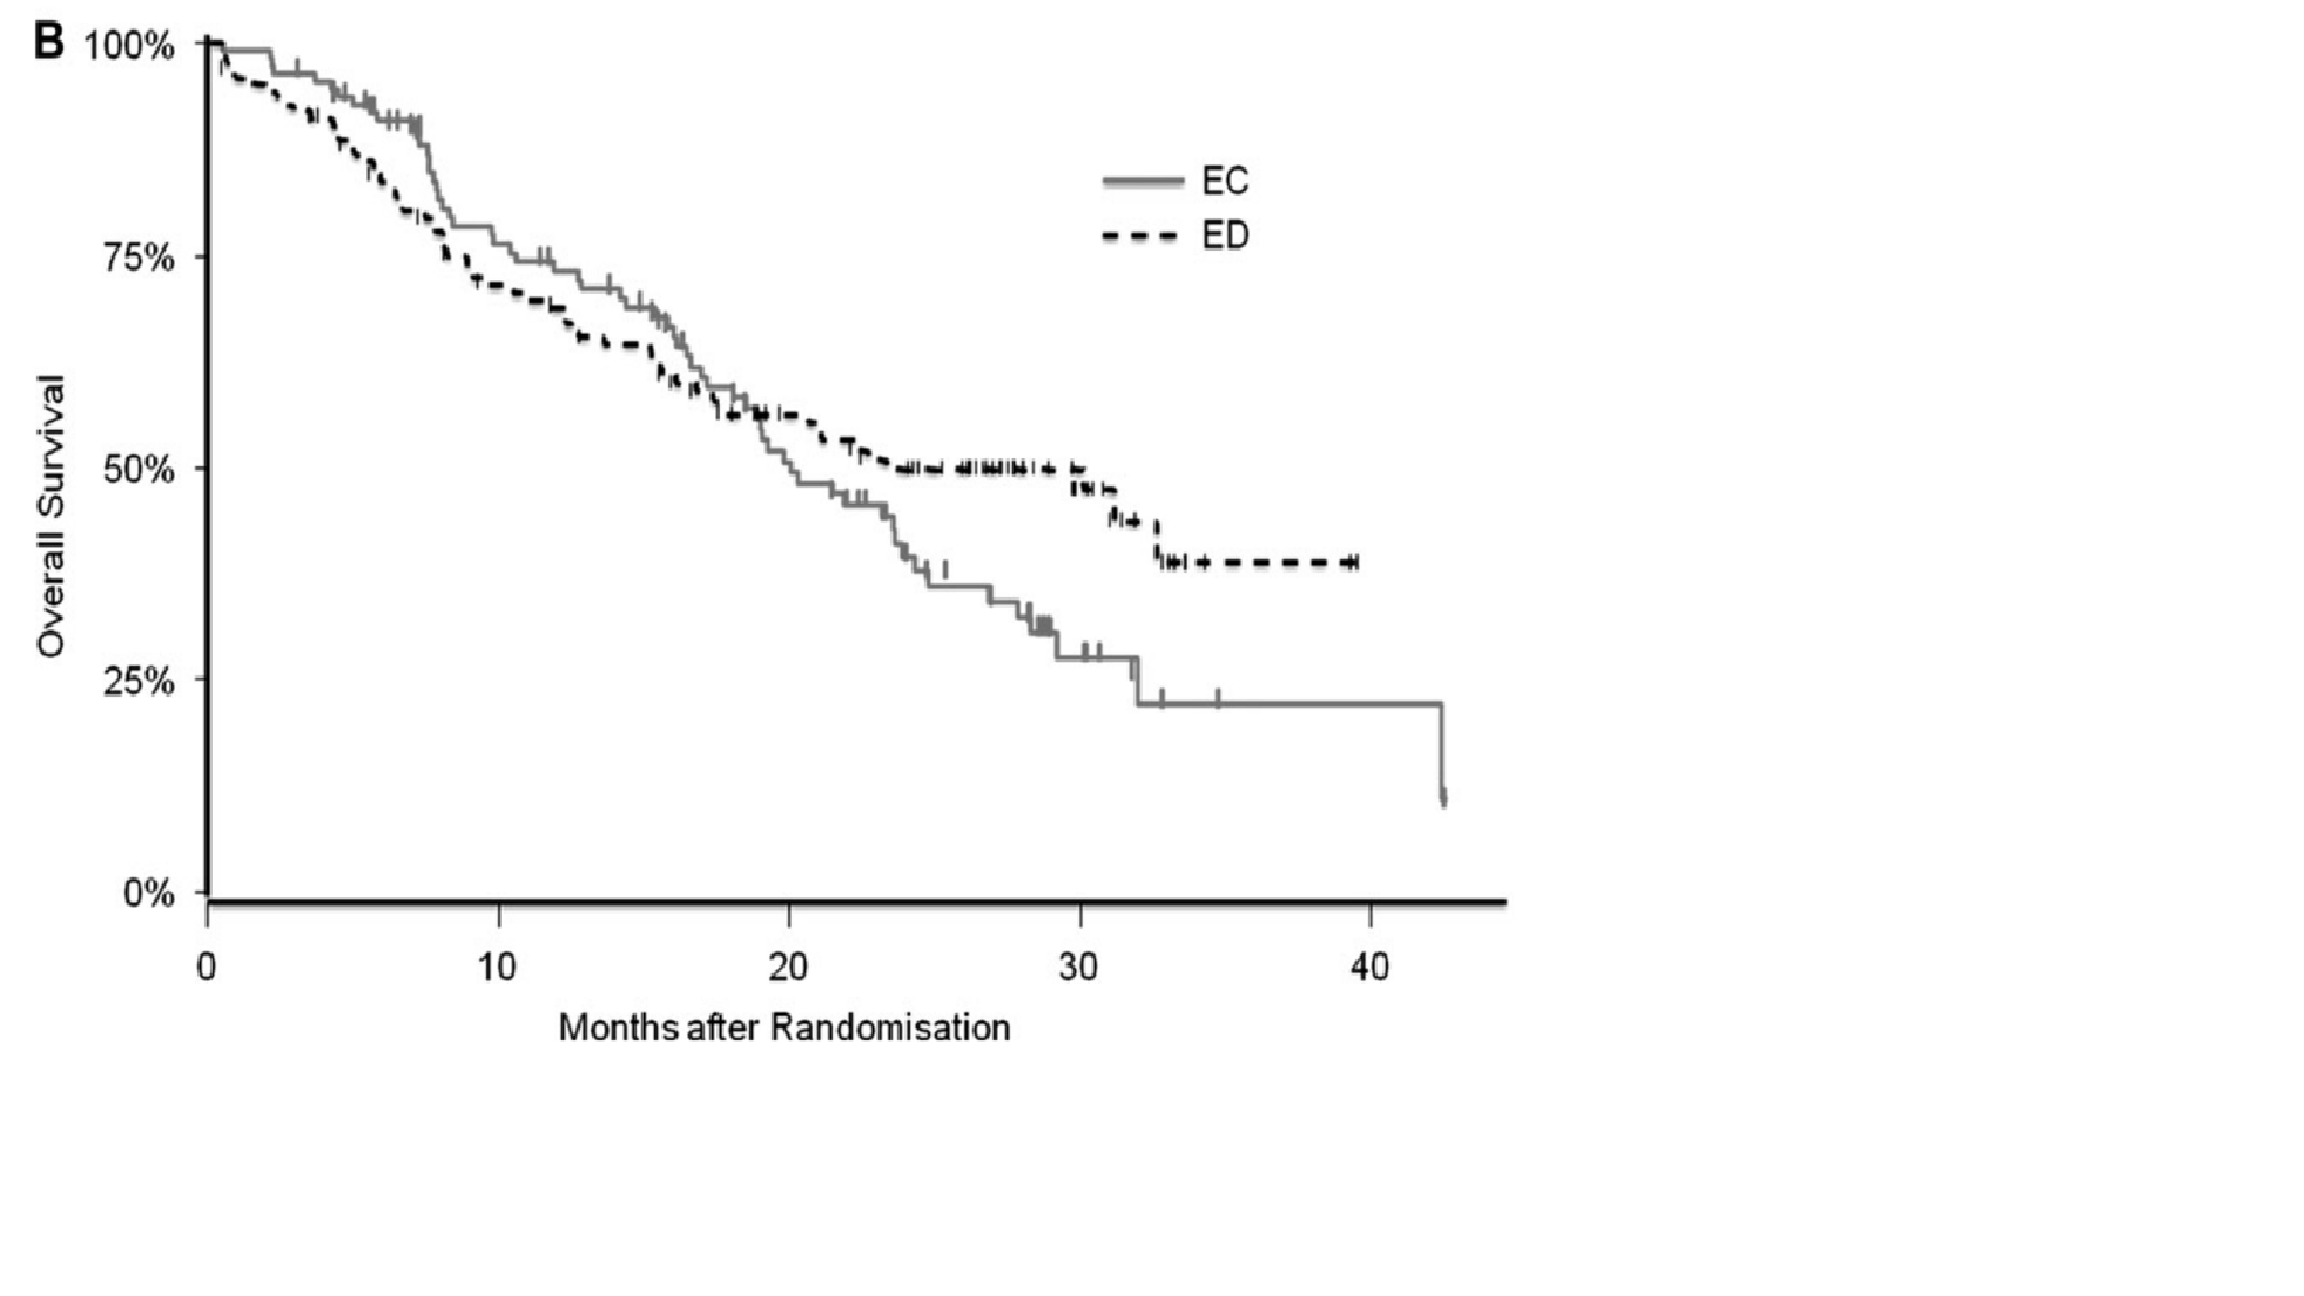 B
100%
EC
ED
75%
50%
25%
0%
Overall Survival
0 10 20 30 40
Months after Randomisation